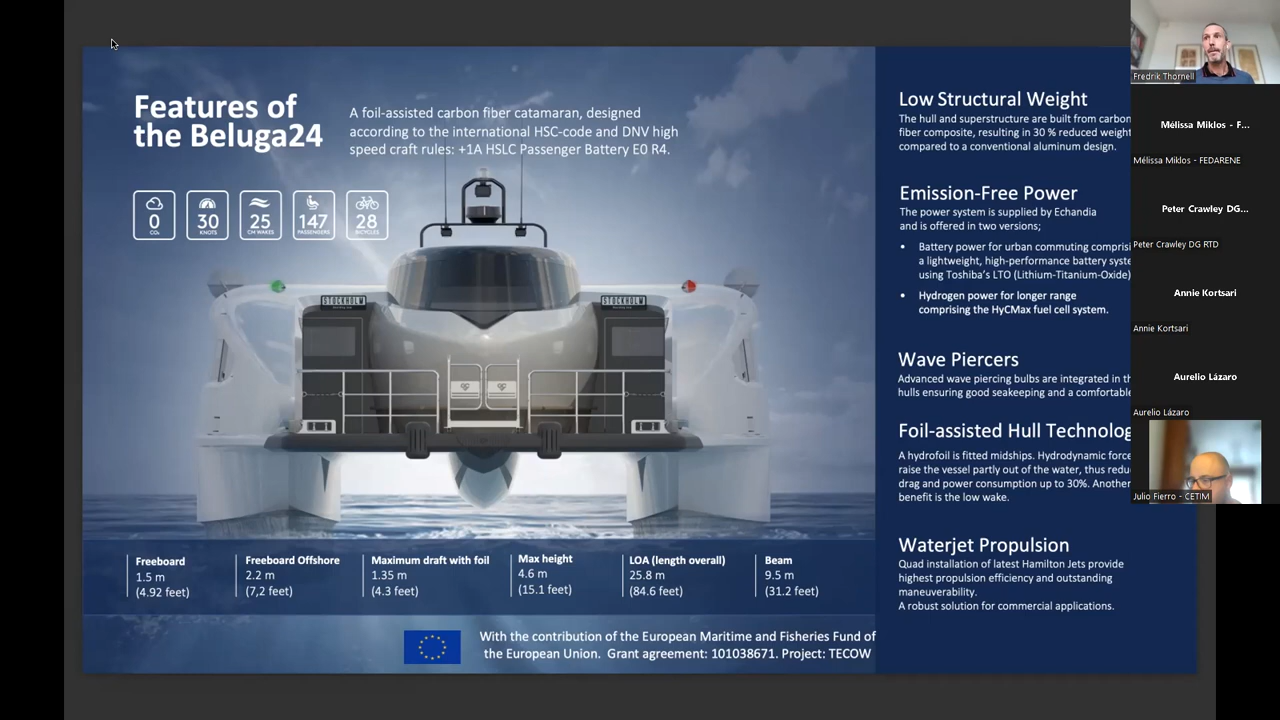 Features of
the Beluga24
A foil-assisted carbon fiber catamaran, designed
according to the international HSC-code and DNV high
speed craft rules: +1A HSLC Passenger Battery E0 R4.
0
CO₂
30
KNOTS
25
CM WAKES
147
PASSENGERS
28
BICYCLES
STOCKHOLM
STOCKHOLM
Freeboard
1.5 m
(4.92 feet)
Freeboard Offshore
2.2 m
(7,2 feet)
Maximum draft with foil
1.35 m
(4.3 feet)
Max height
4.6 m
(15.1 feet)
LOA (length overall)
25.8 m
(84.6 feet)
Beam
9.5 m
(31.2 feet)
With the contribution of the European Maritime and Fisheries Fund of
the European Union. Grant agreement: 101038671. Project: TECOW
Low Structural Weight
The hull and superstructure are built from carbon
fiber composite, resulting in 30 % reduced weight
compared to a conventional aluminum design.
Emission-Free Power
The power system is supplied by Echandia
and is offered in two versions;
• Battery power for urban commuting comprisi
a lightweight, high-performance battery syste
using Toshiba's LTO (Lithium-Titanium-Oxide)
• Hydrogen power for longer range
comprising the HyCMax fuel cell system.
Wave Piercers
Advanced wave piercing bulbs are integrated in th
hulls ensuring good seakeeping and a comfortable
Foil-assisted Hull Technolog
A hydrofoil is fitted midships. Hydrodynamic force
raise the vessel partly out of the water, thus redu
drag and power consumption up to 30%. Another
benefit is the low wake.
Waterjet Propulsion
Quad installation of latest Hamilton Jets provide
highest propulsion efficiency and outstanding
maneuverability.
A robust solution for commercial applications.
Fredrik Thornell
Mélissa Miklos - F...
Mélissa Miklos - FEDARENE
Peter Crawley DG...
Peter Crawley DG RTD
Annie Kortsari
Annie Kortsari
Aurelio Lázaro
Aurelio Lázaro
Julio Fierro - CETIM